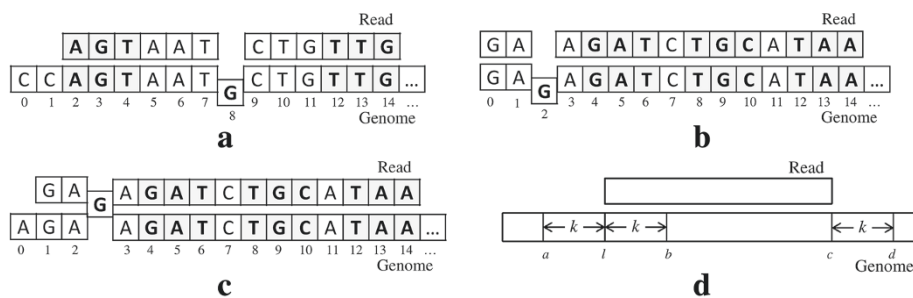 Read
A G T A A T C T G T T G
C C A G T A A T G C T G T T G ...
0 1 2 3 4 5 6 7 8 9 10 11 12 13 14 ...
Genome
a
Read
G A A G A T C T G C A T A A
G A G A G A T C T G C A T A A ...
0 1 2 3 4 5 6 7 8 9 10 11 12 13 14 ...
Genome
b
Read
G A G A G A T C T G C A T A A
A G A A G A T C T G C A T A A ...
0 1 2 3 4 5 6 7 8 9 10 11 12 13 14
Genome
c
Read
k k k
a l b c d
Genome
d